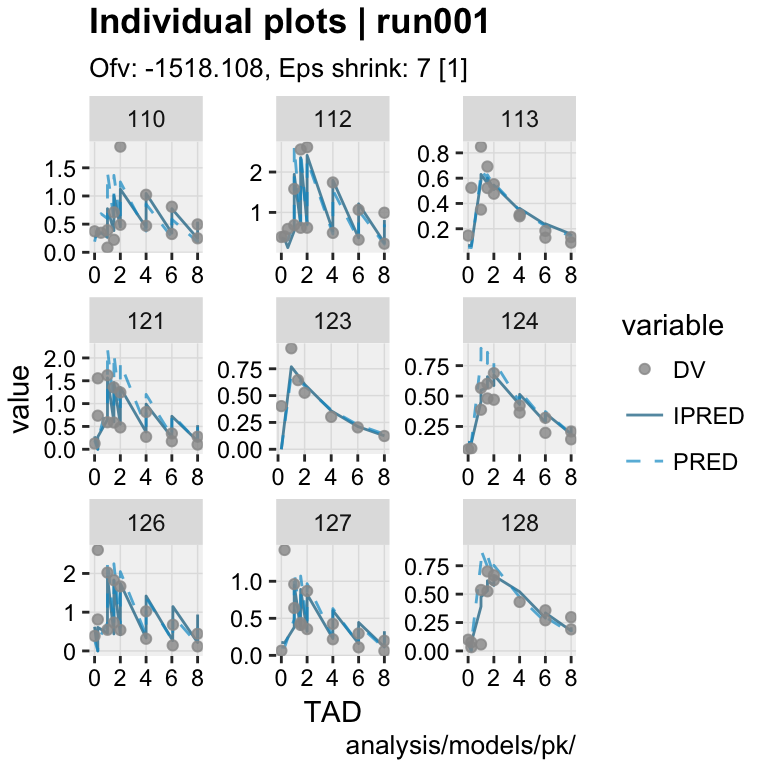 Individual plots | run001
Ofv: -1518.108, Eps shrink: 7 [1]
110
112
113
1.5
1.0
0.5
0.0
2
1
0.8
0.6
0.4
0.2
0 2 4 6 8
0 2 4 6 8
0 2 4 6 8
121
123
124
2.0
1.5
1.0
0.5
0.0
0.75
0.50
0.25
0.00
0.75
0.50
0.25
0 2 4 6 8
0 2 4 6 8
0 2 4 6 8
126
127
128
2
1
0
1.0
0.5
0.0
0.75
0.50
0.25
0.00
0 2 4 6 8
0 2 4 6 8
0 2 4 6 8
value
TAD
variable
DV
IPRED
PRED
analysis/models/pk/